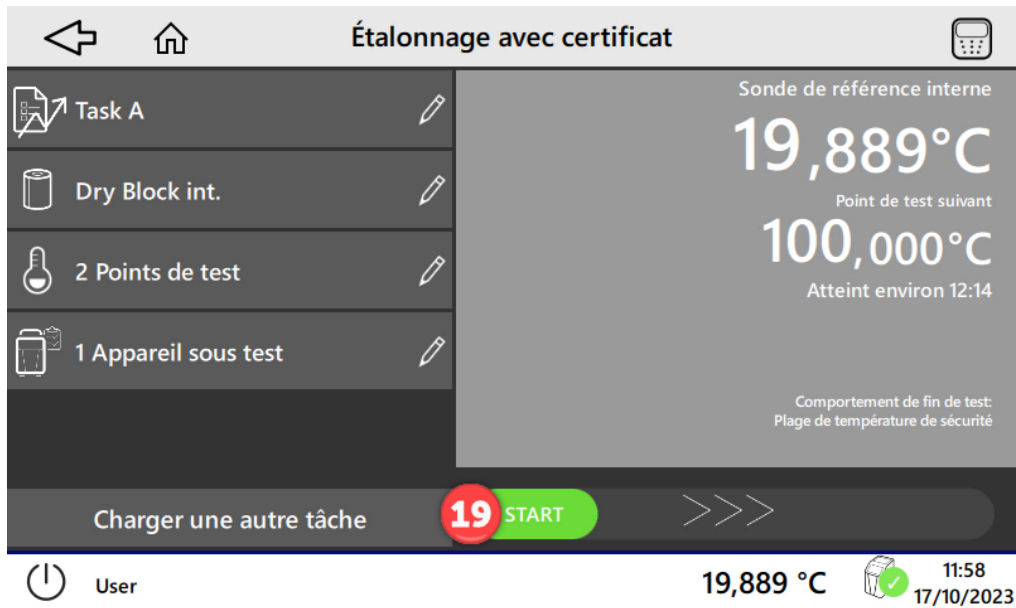 Étalonnage avec certificat
Task A
Dry Block int.
2 Points de test
1 Appareil sous test
Sonde de référence interne
19,889°C
Point de test suivant
100,000°C
Atteint environ 12:14
Comportement de fin de test:
Plage de température de sécurité
Charger une autre tâche
19
START
User
19,889 °C
11:58
17/10/2023